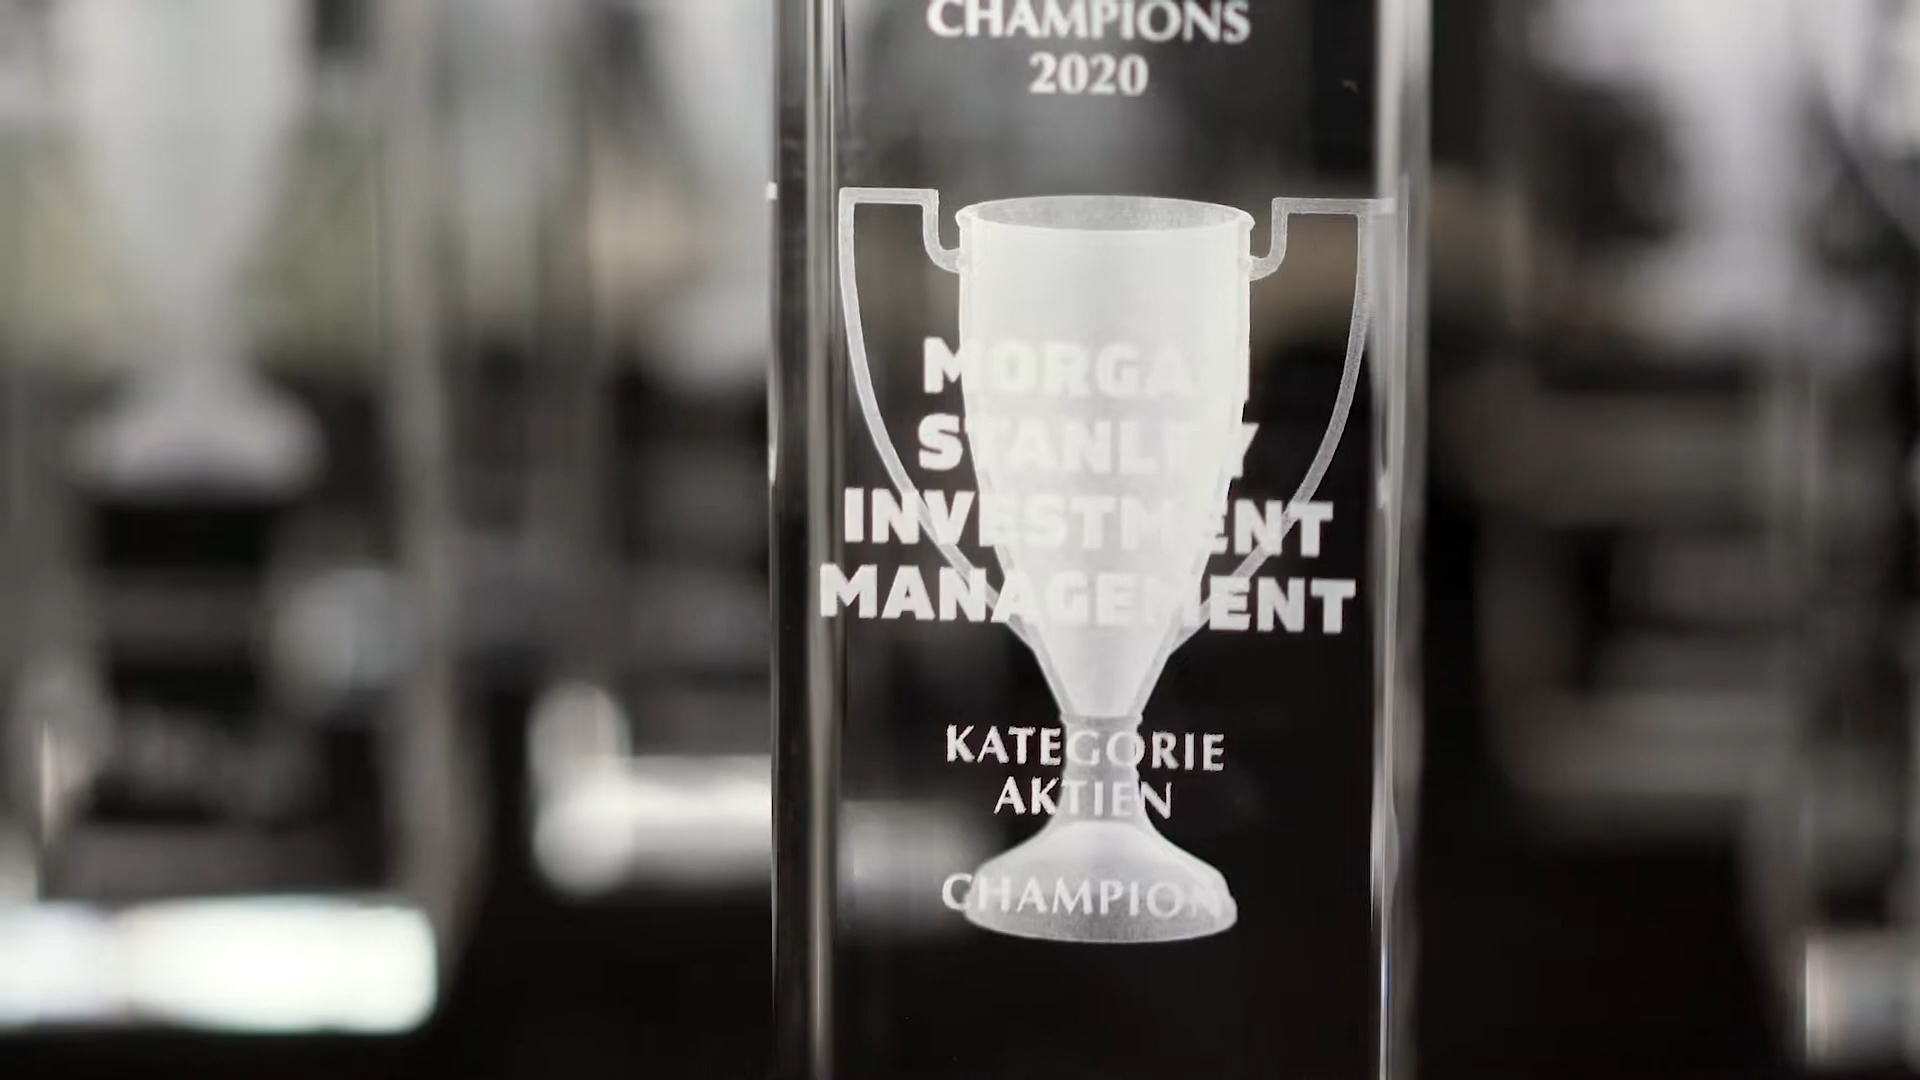 CHAMPIONS
2020
MORGAN
STANLEY
INVESTMENT
MANAGEMENT
KATEGORIE
AKTIEN
CHAMPION